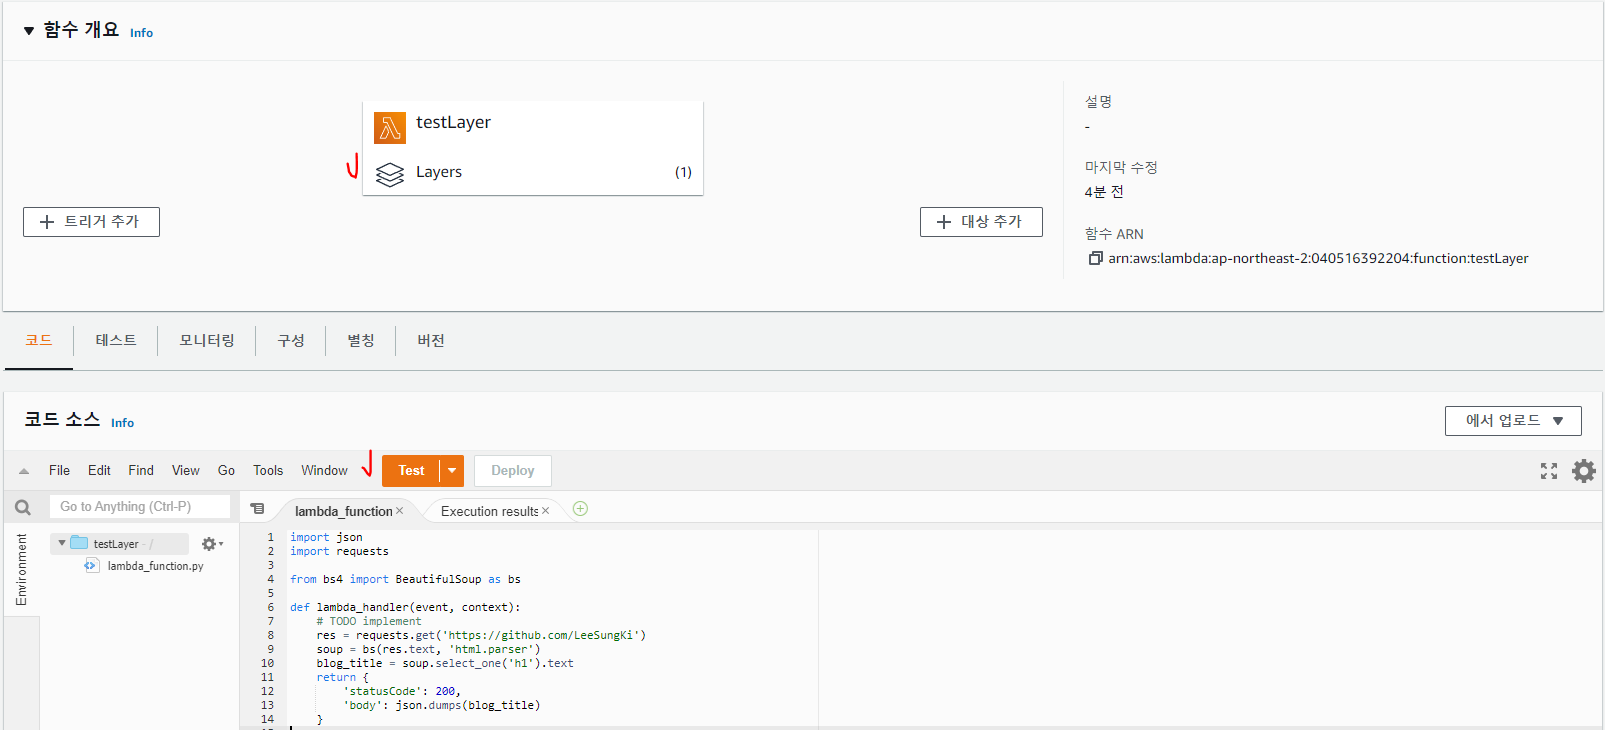 ▼ 함수 개요 Info
testLayer
Layers (1)
+ 트리거 추가
+ 대상 추가
설명
-
마지막 수정
4분 전
함수 ARN
arn:aws:lambda:ap-northeast-2:040516392204:function:testLayer
코드 테스트 모니터링 구성 별칭 버전
코드 소스 Info
에서 업로드 ▼
File Edit Find View Go Tools Window Test Deploy
Go to Anything (Ctrl-P)
lambda_function × Execution results ×
Environment
testLayer - /
lambda_function.py
1 import json
2 import requests
3
4 from bs4 import BeautifulSoup as bs
5
6 def lambda_handler(event, context):
7 # TODO implement
8 res = requests.get('https://github.com/LeeSungKi')
9 soup = bs(res.text, 'html.parser')
10 blog_title = soup.select_one('h1').text
11 return {
12 'statusCode': 200,
13 'body': json.dumps(blog_title)
14 }